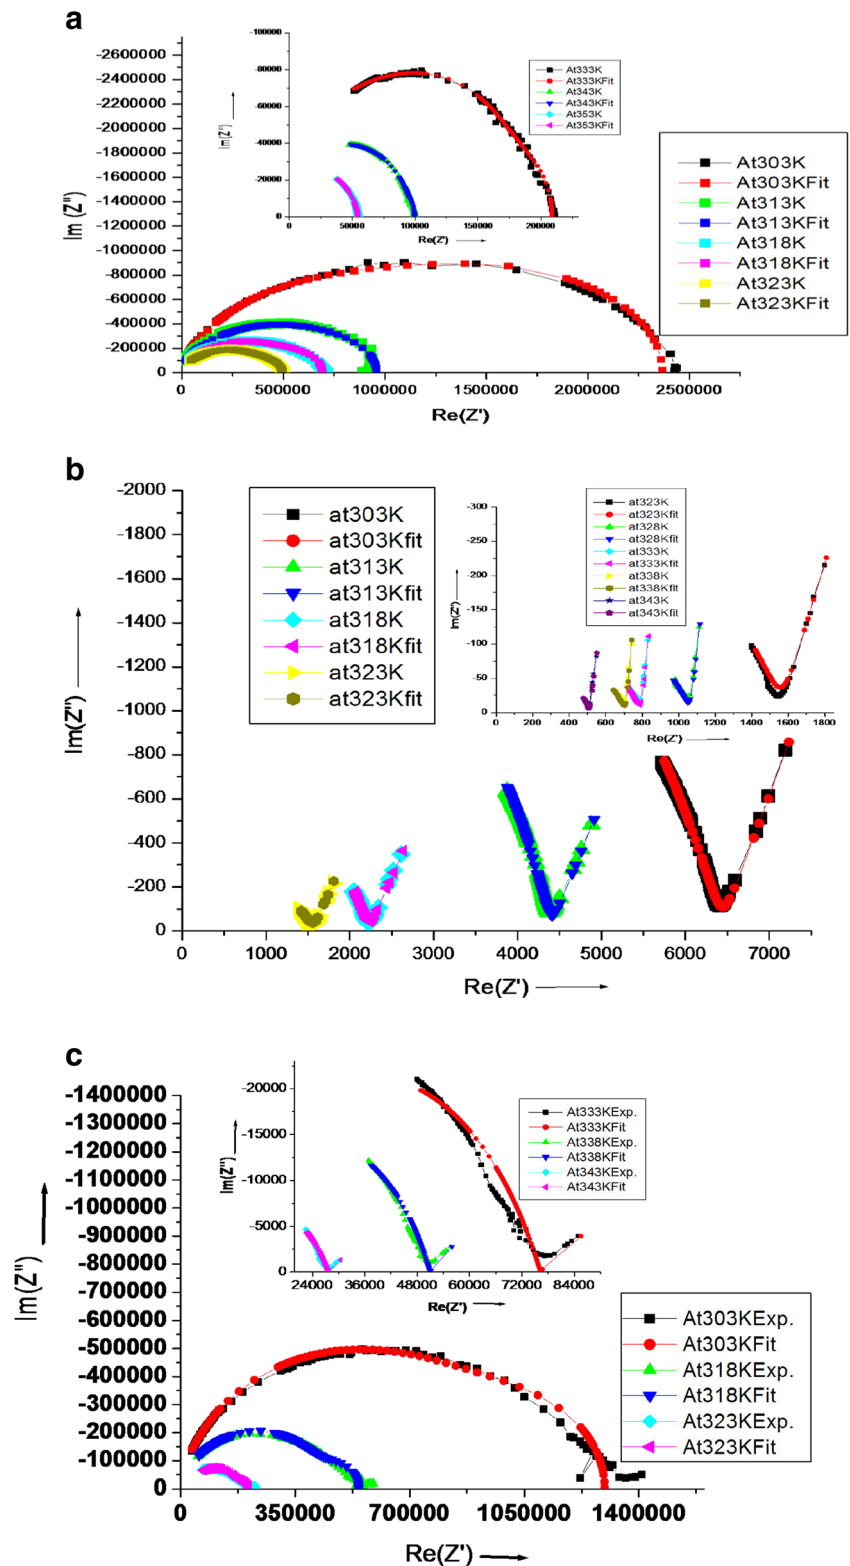 a
-2600000
-2400000
-2200000
-2000000
-1800000
-1600000
-1400000
-1200000
-1000000
-800000
-600000
-400000
-200000
0
Im (Z'')
0 500000 1000000 1500000 2000000 2500000
Re(Z')
-100000
-80000
-60000
-40000
-20000
0
Im(Z'')
0 50000 100000 150000 200000
Re(Z')
At333K
At333KFit
At343K
At343KFit
At353K
At353KFit
At303K
At303KFit
At313K
At313KFit
At318K
At318KFit
At323K
At323KFit
b
-2000
-1800
-1600
-1400
-1200
-1000
-800
-600
-400
-200
0
Im(Z'')
0 1000 2000 3000 4000 5000 6000 7000
Re(Z')
at303K
at303Kfit
at313K
at313Kfit
at318K
at318Kfit
at323K
at323Kfit
-300
-250
-200
-150
-100
-50
0
Im(Z')
0 200 400 600 800 1000 1200 1400 1600 1800
Re(Z')
at323K
at323Kfit
at328K
at328Kfit
at333K
at333Kfit
at338K
at338Kfit
at343K
at343Kfit
c
-1400000
-1300000
-1200000
-1100000
-1000000
-900000
-800000
-700000
-600000
-500000
-400000
-300000
-200000
-100000
0
Im(Z'')
0 350000 700000 1050000 1400000
Re(Z')
-20000
-15000
-10000
-5000
0
Im(Z'')
24000 36000 48000 60000 72000 84000
Re(Z')
At333KExp.
At333KFit
At338KExp.
At338KFit
At343KExp.
At343KFit
At303KExp.
At303KFit
At318KExp.
At318KFit
At323KExp.
At323KFit